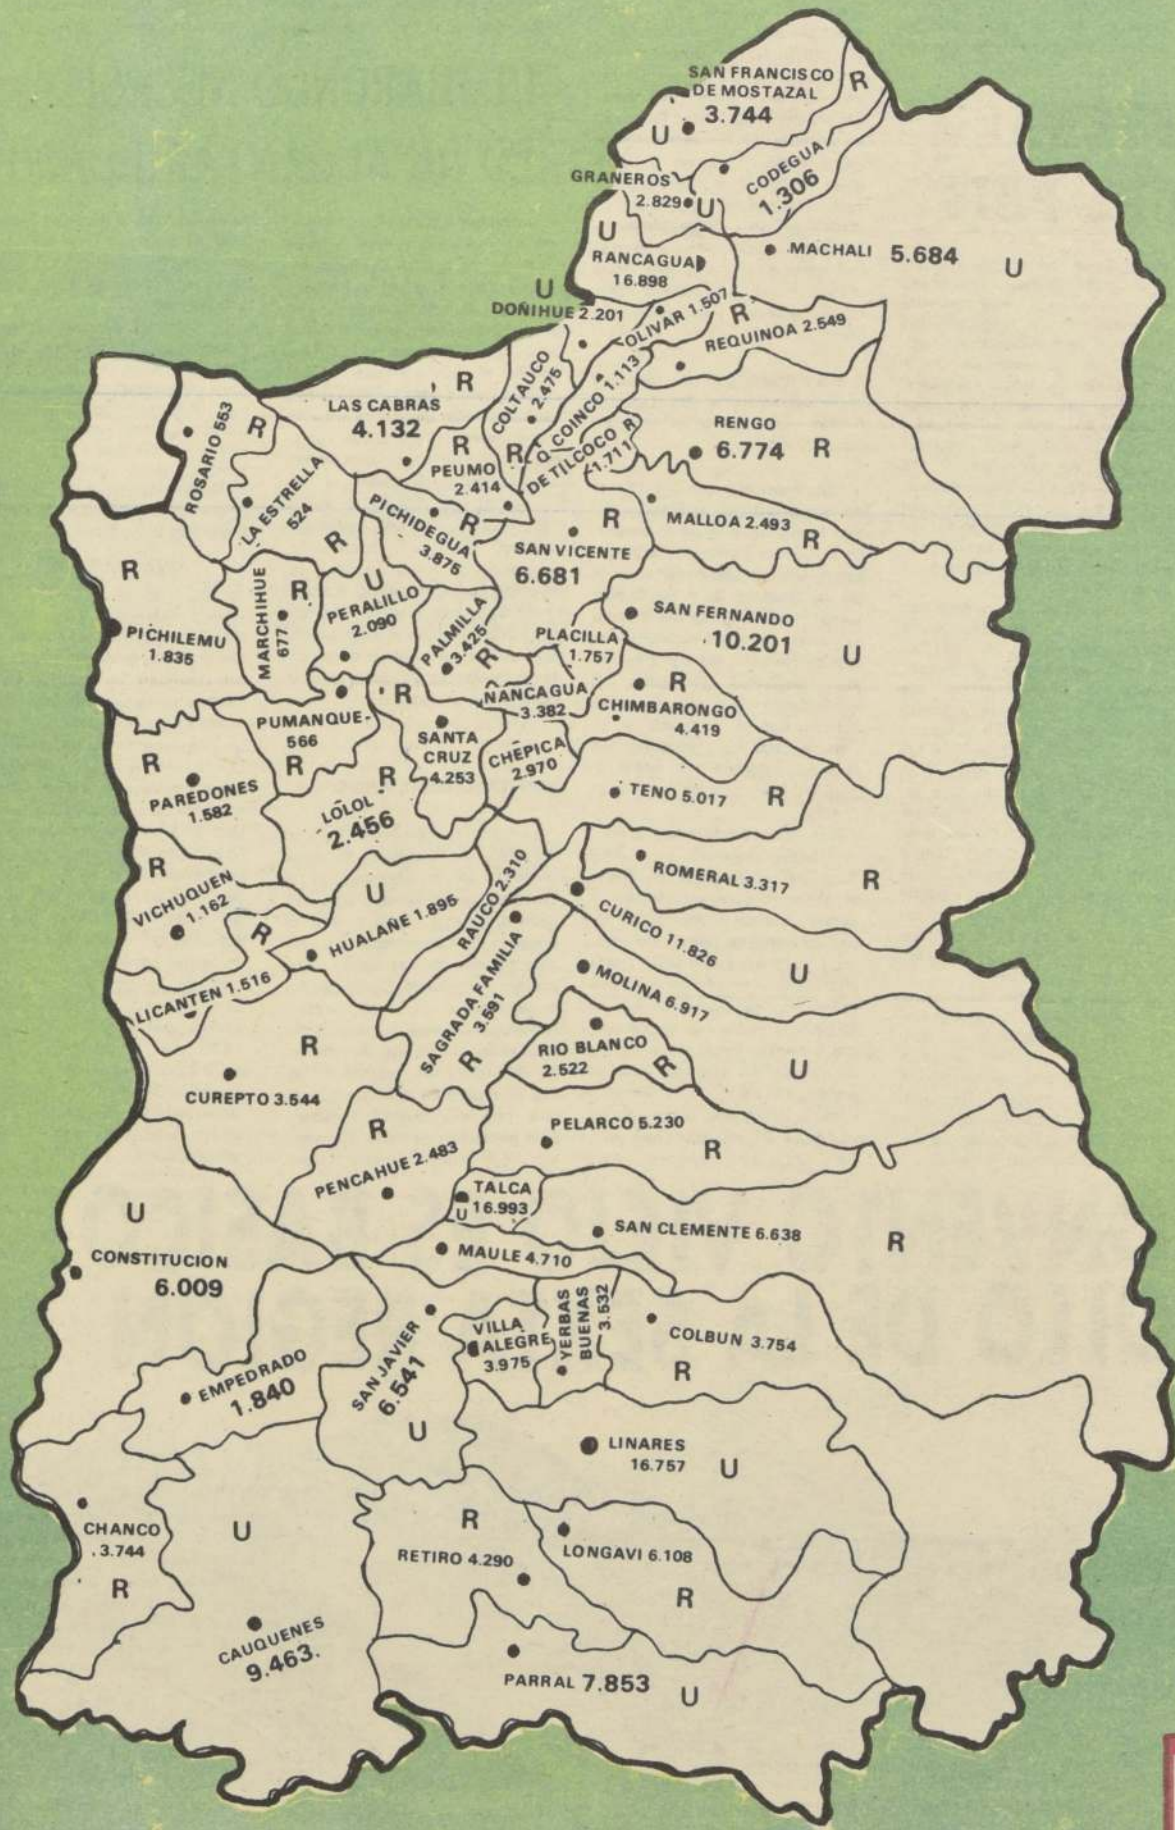 SAN FRANCISCO
DE MOSTAZAL
3.744
R
U
CODEGUA
1.306
GRANEROS
2.829
U
U
RANCAGUA
16.898
MACHALI 5.684
U
U
DOÑIHUE 2.201
OLIVAR 1.507
R
REQUINOA 2.549
LAS CABRAS
4.132
R
COLTAUCO
2.475
R
Q. COINCO 1.113
DE TILCOCO R
1.711
RENGO
6.774 R
PEUMO
2.414
R
ROSARIO 553
R
LA ESTRELLA
524
R
PICHIDEGUA
3.875
R
SAN VICENTE
6.681
R
MALLOA 2.493
R
R
PICHILEMU
1.835
MARCHIHUE
677
R
U
PERALILLO
2.090
PALMILLA
3.425
R
PLACILLA
1.757
SAN FERNANDO
10.201
U
ÑANCAGUA
3.382
R
CHIMBARONGO
4.419
PUMANQUE-
566
R
R
SANTA
CRUZ
4.253
CHEPICA
2.970
R
PAREDONES
1.582
LOLOL
2.456
R
TENO 5.017 R
R
VICHUQUEN
1.162
U
HUALAÑE 1.895
R
RAUCO 2.310
ROMERAL 3.317
R
CURICO 11.826
U
LICANTEN 1.516
SAGRADA FAMILIA
3.591
R
MOLINA 6.917
U
RIO BLANCO
2.522
R
R
CUREPTO 3.544
PELARCO 5.230
R
R
PENCAHUE 2.483
TALCA
U 16.993
SAN CLEMENTE 6.638
R
U
CONSTITUCION
6.009
MAULE 4.710
VILLA
ALEGRE
3.975
YERBAS
BUENAS
3.532
COLBUN 3.754
R
SAN JAVIER
6.541
U
EMPEDRADO
1.840
LINARES
16.757
U
CHANCO
.3.744
R
U
R
RETIRO 4.290
LONGAVI 6.108
R
CAUQUENES
9.463.
PARRAL 7.853
U